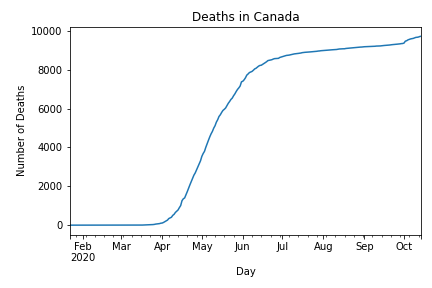 Deaths in Canada
Number of Deaths
10000
8000
6000
4000
2000
0
Feb Mar Apr May Jun Jul Aug Sep Oct
2020
Day